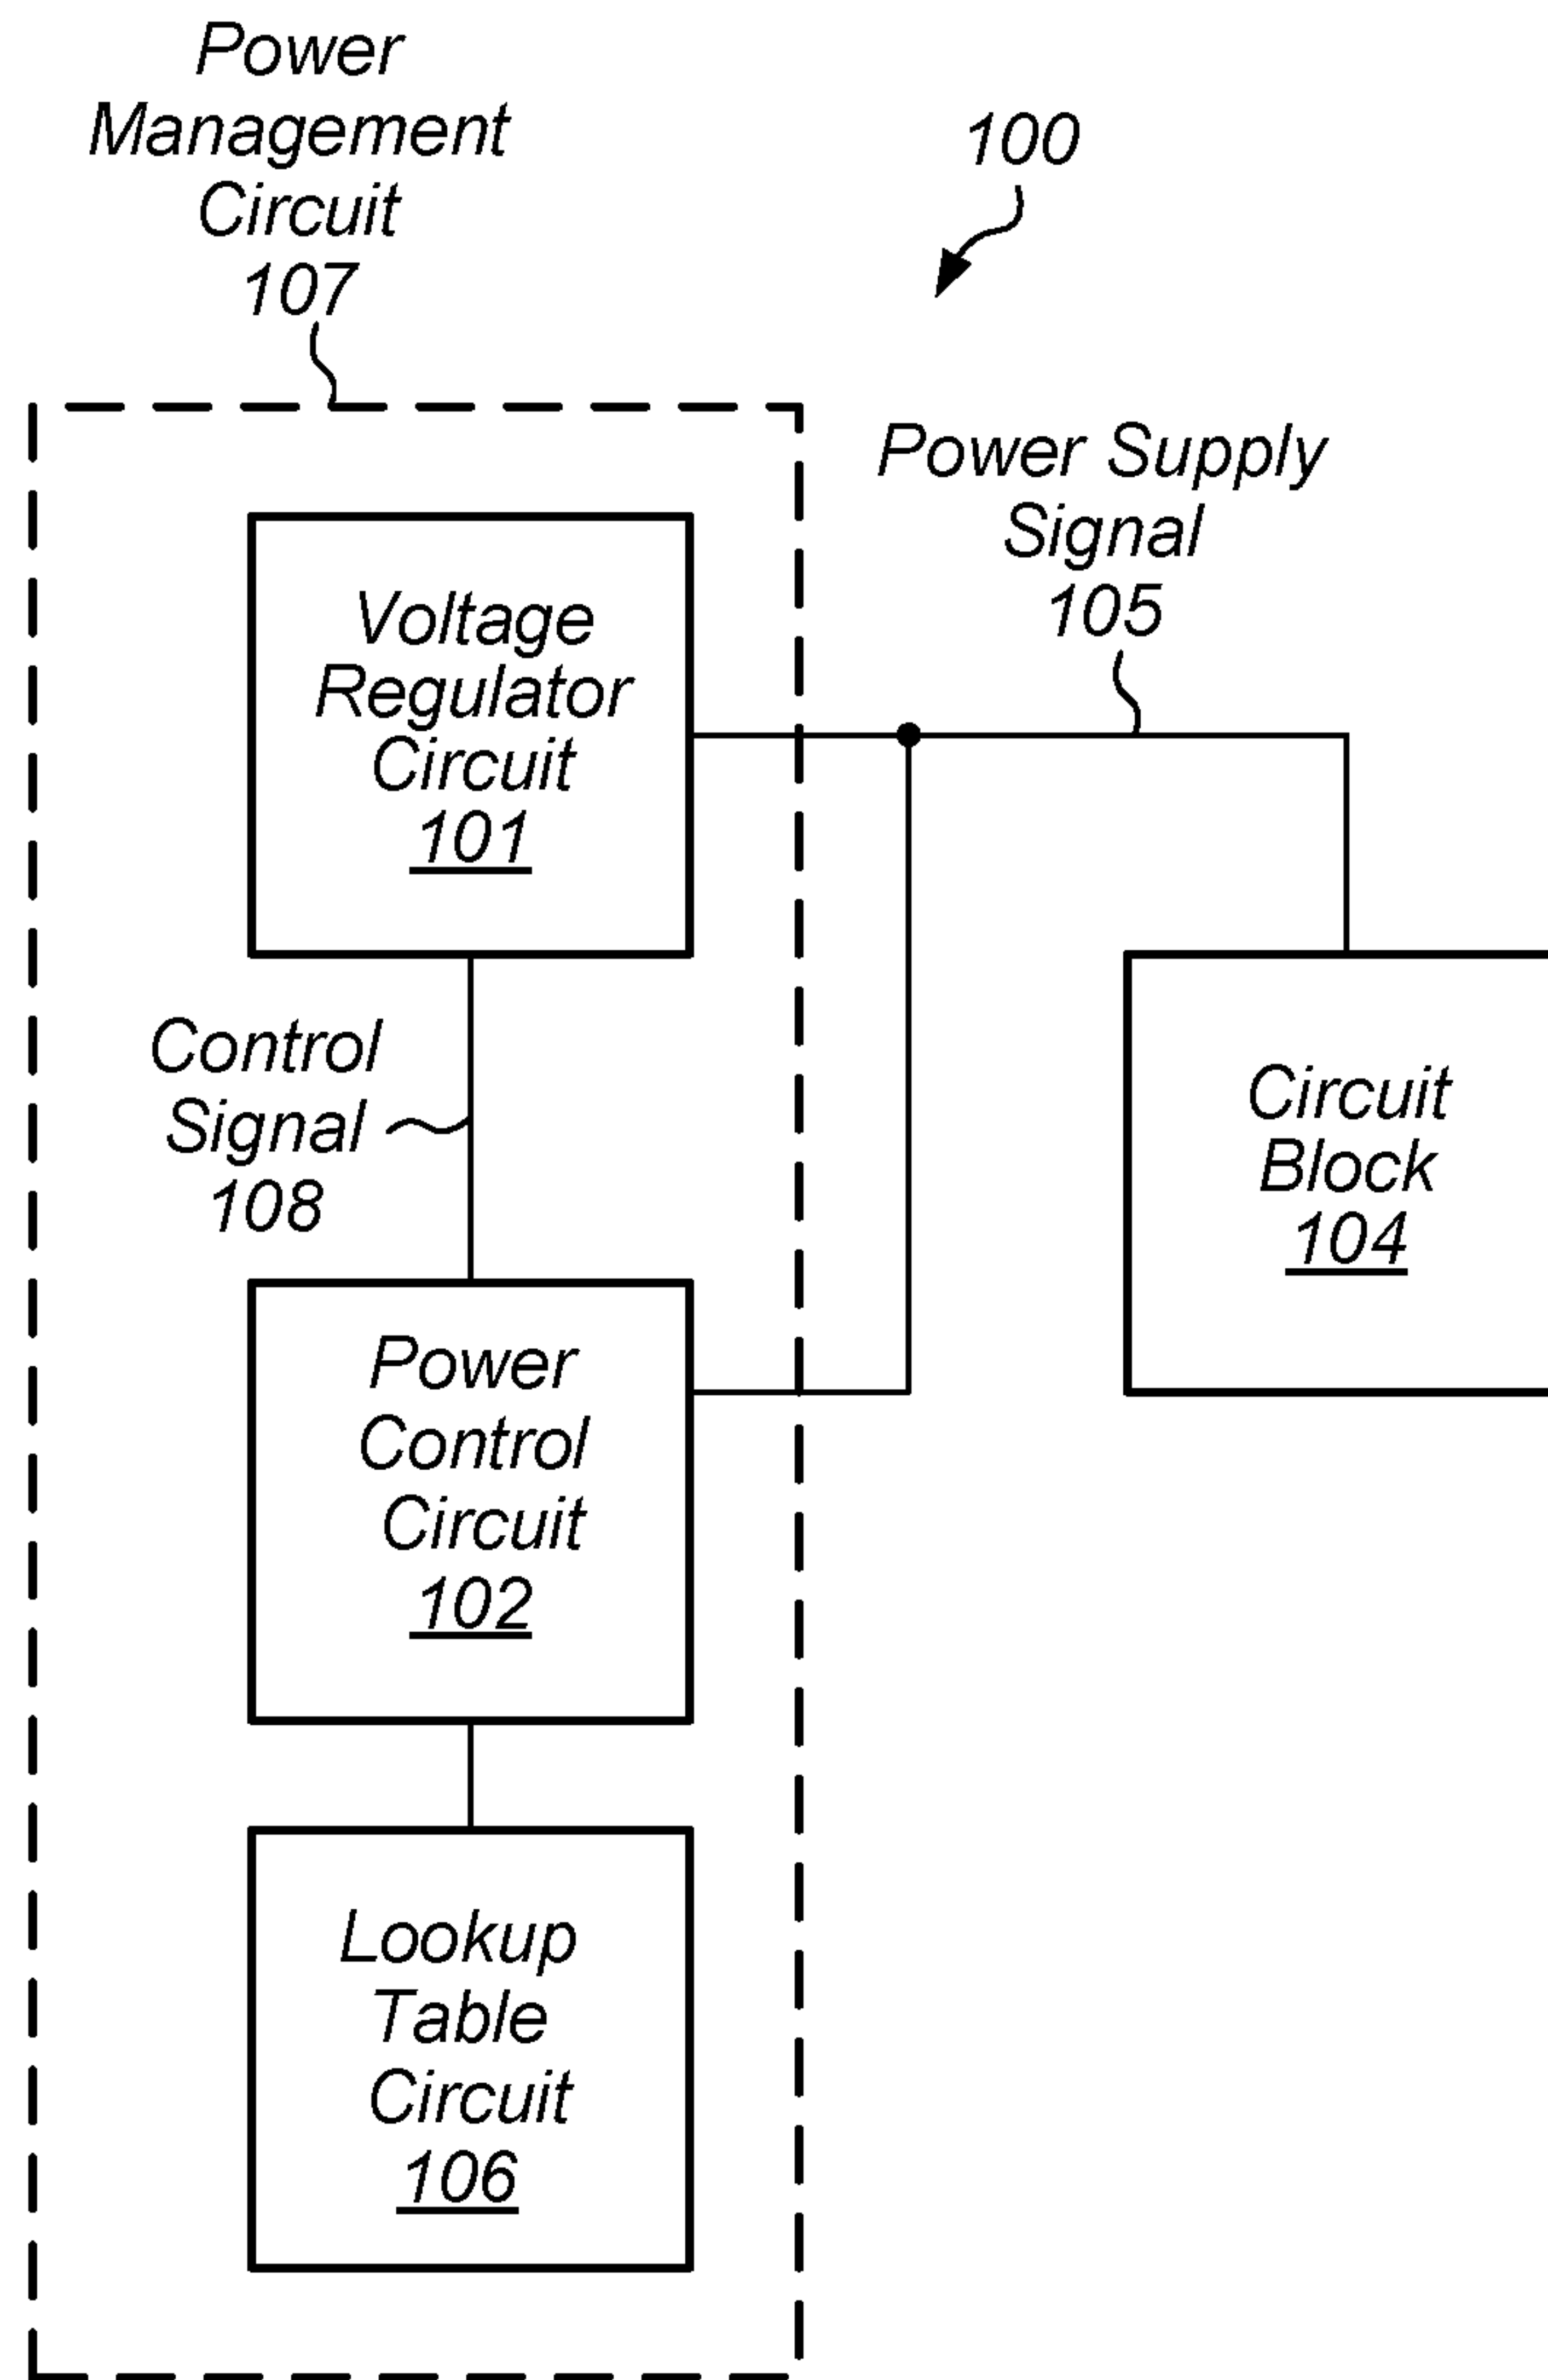 Power
Management
Circuit
107
100
Power Supply
Signal
105
Voltage
Regulator
Circuit
101
Control
Signal
108
Circuit
Block
104
Power
Control
Circuit
102
Lookup
Table
Circuit
106